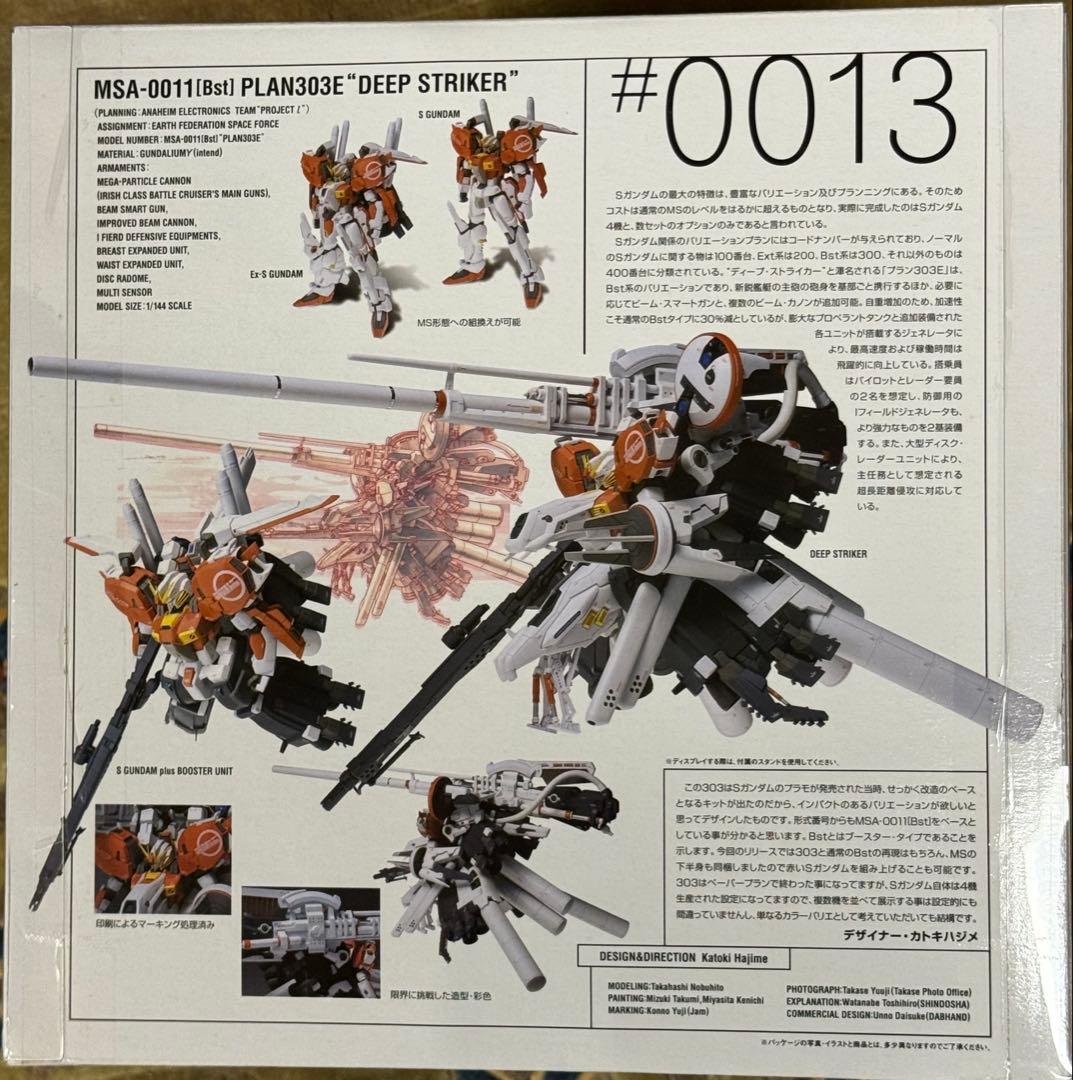 MSA-0011[Bst] PLAN303E“DEEP STRIKER”
(PLANNING:ANAHEIM ELECTRONICS TEAM“PROJECT ζ”)
ASSIGNMENT:EARTH FEDERATION SPACE FORCE
MODEL NUMBER:MSA-0011(Bst)“PLAN303E”
MATERIAL:GUNDALIUMγ(intend)
ARMAMENTS:
MEGA-PARTICLE CANNON
(IRISH CLASS BATTLE CRUISER'S MAIN GUNS),
BEAM SMART GUN,
IMPROVED BEAM CANNON,
I FIERD DEFENSIVE EQUIPMENTS,
BREAST EXPANDED UNIT,
WAIST EXPANDED UNIT,
DISC RADOME,
MULTI SENSOR
MODEL SIZE:1/144 SCALE
S GUNDAM
Ex-S GUNDAM
MS形態への組換えが可能
#0013
Sガンダムの最大の特徴は、豊富なバリエーション及びプランニングにある。そのため
コストは通常のMSのレベルをはるかに超えるものとなり、実際に完成したのはSガンダム
4機と、数セットのオプションのみであると言われている。
Sガンダム関係のバリエーションプランにはコードナンバーが与えられており、ノーマル
のSガンダムに関する物は100番台、Ext系は200、Bst系は300、それ以外のものは
400番台に分類されている。“ディープ・ストライカー”と渾名される「プラン303E」は、
Bst系のバリエーションであり、新鋭艦艇の主砲の砲身を基部ごと携行するほか、必要に
応じてビーム・スマートガンと、複数のビーム・カノンが追加可能。自重増加のため、加速性
こそ通常のBstタイプに30%減としているが、膨大なプロペラントタンクと追加装備された
各ユニットが搭載するジェネレータに
より、最高速度および稼働時間は
飛躍的に向上している。搭乗員
はパイロットとレーダー要員
の2名を想定し、防御用の
Iフィールドジェネレータも、
より強力なものを2基装備
する。また、大型ディスク・
レーダーユニットにより、
主任務として想定される
超長距離侵攻に対応して
いる。
DEEP STRIKER
S GUNDAM plus BOOSTER UNIT
印刷によるマーキング処理済み
限界に挑戦した造型・彩色
※ディスプレイする際は、付属のスタンドを使用してください。
この303はSガンダムのプラモが発売された当時、せっかく改造のベース
となるキットが出たのだから、インパクトのあるバリエーションが欲しいと
思ってデザインしたものです。形式番号からもMSA-0011[Bst]をベースと
している事が分かると思います。Bstとはブースター・タイプであることを
示します。今回のリリースでは303と通常のBstの再現はもちろん、MSの
下半身も同梱しましたので赤いSガンダムを組み上げることも可能です。
303はペーパープランで終わった事になってますが、Sガンダム自体は4機
生産された設定になってますので、複数機を並べて展示する事は設定的にも
間違っていませんし、単なるカラーバリエとして考えていただいても結構です。
デザイナー・カトキハジメ
DESIGN&DIRECTION Katoki Hajime
MODELING:Takahashi Nobuhito
PAINTING:Mizuki Takumi,Miyasita Kenichi
MARKING:Konno Yuji(Jam)
PHOTOGRAPH:Takase Yuuji(Takase Photo Office)
EXPLANATION:Watanabe Toshihiro(SHINDOSHA)
COMMERCIAL DESIGN:Unno Daisuke(DABHAND)
※パッケージの写真・イラストと商品とは、多少異なりますのでご了承ください。